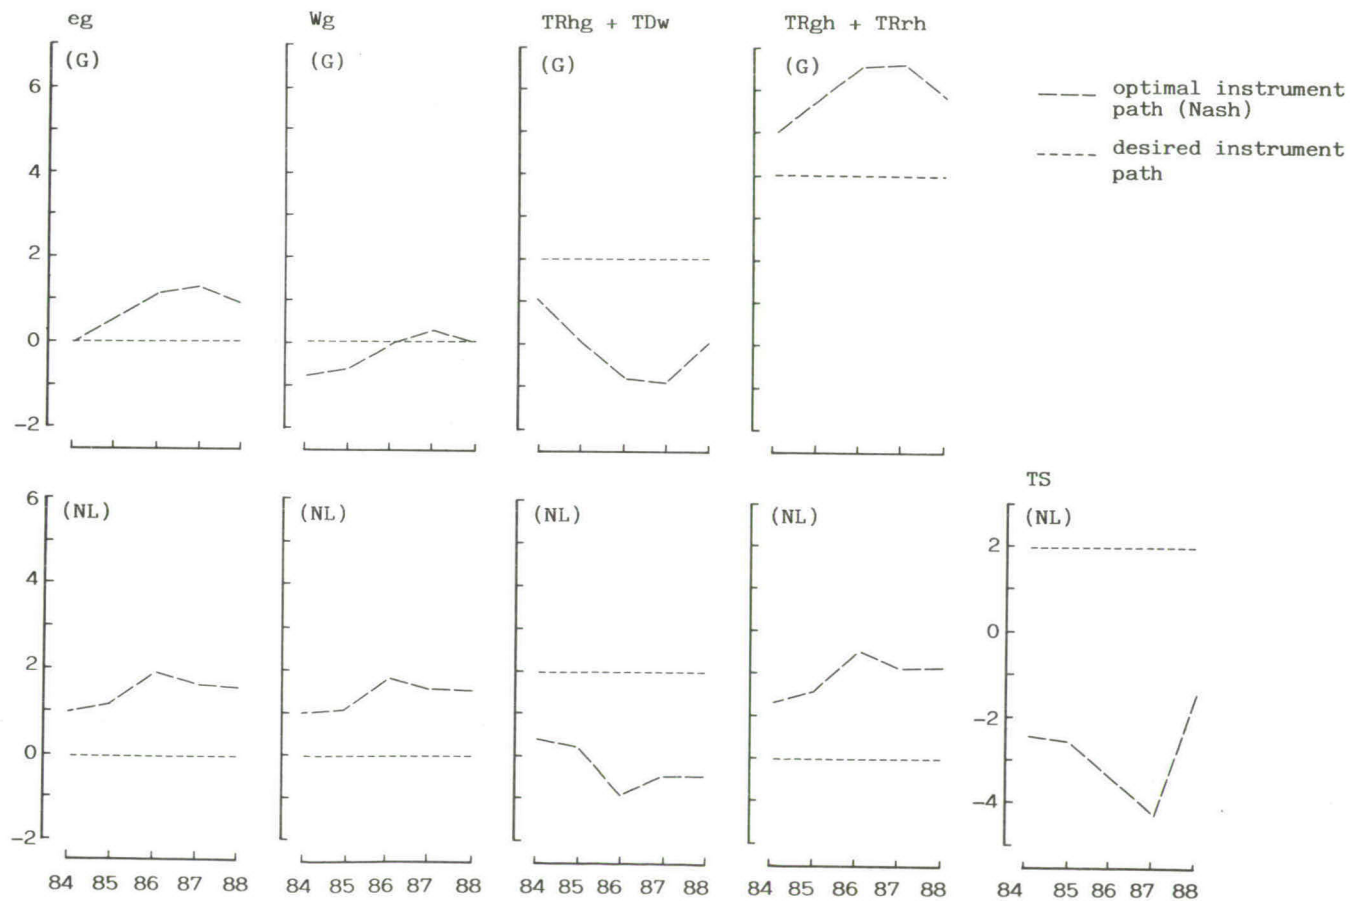 eg
Wg
TRhg + TDw
TRgh + TRrh
(G)
(G)
(G)
(G)
6
4
2
0
-2
optimal instrument
path (Nash)
desired instrument
path
TS
(NL)
(NL)
(NL)
(NL)
(NL)
6
4
2
0
-2
2
0
-2
-4
84 85 86 87 88
84 85 86 87 88
84 85 86 87 88
84 85 86 87 88
84 85 86 87 88